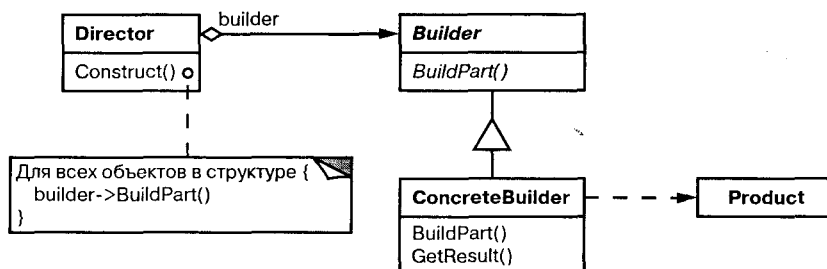 builder
Director
Construct()
Builder
BuildPart()
Для всех объектов в структуре {
builder->BuildPart()
}
ConcreteBuilder
BuildPart()
GetResult()
Product